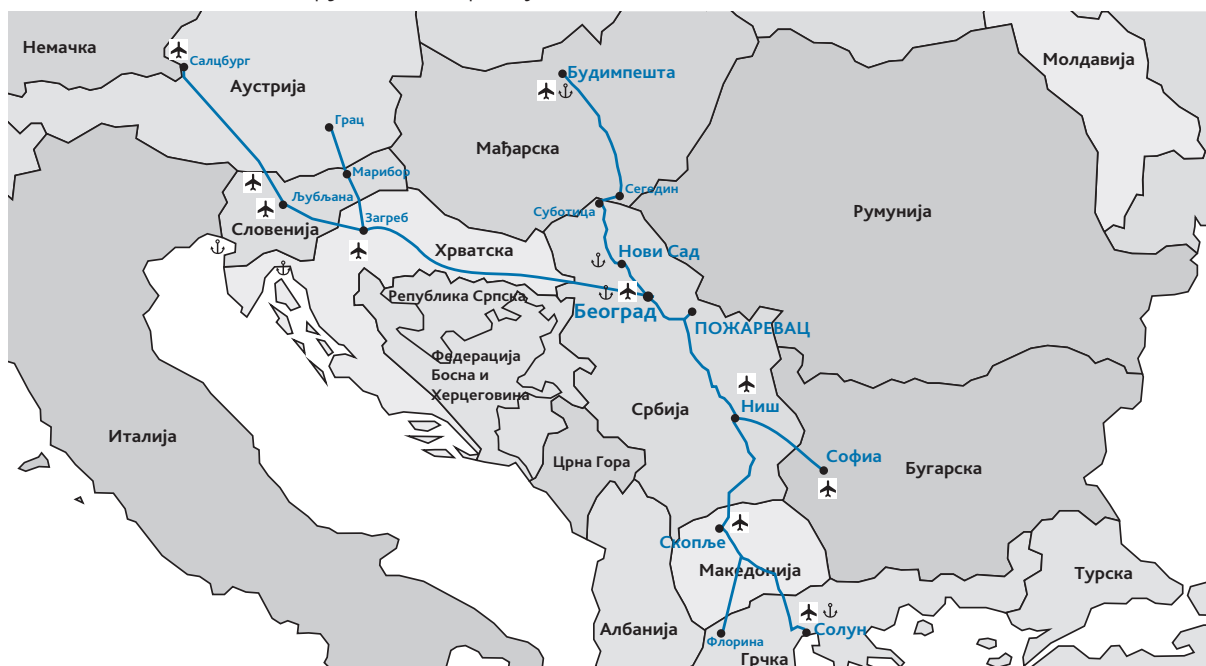 Немачка
Салцбург
Аустрија
Будимпешта
Молдавија
Грац
Мађарска
Марибор
Сегедин
Љубљана
Суботица
Румунија
Загреб
Словенија
Хрватска
Нови Сад
Република Српска
Београд
ПОЖАРЕВАЦ
Федерација
Босна и
Херцеговина
Србија
Ниш
Италија
Црна Гора
Софиа
Бугарска
Скопље
Македонија
Турска
Албанија
Флорина
Солун
Грчка